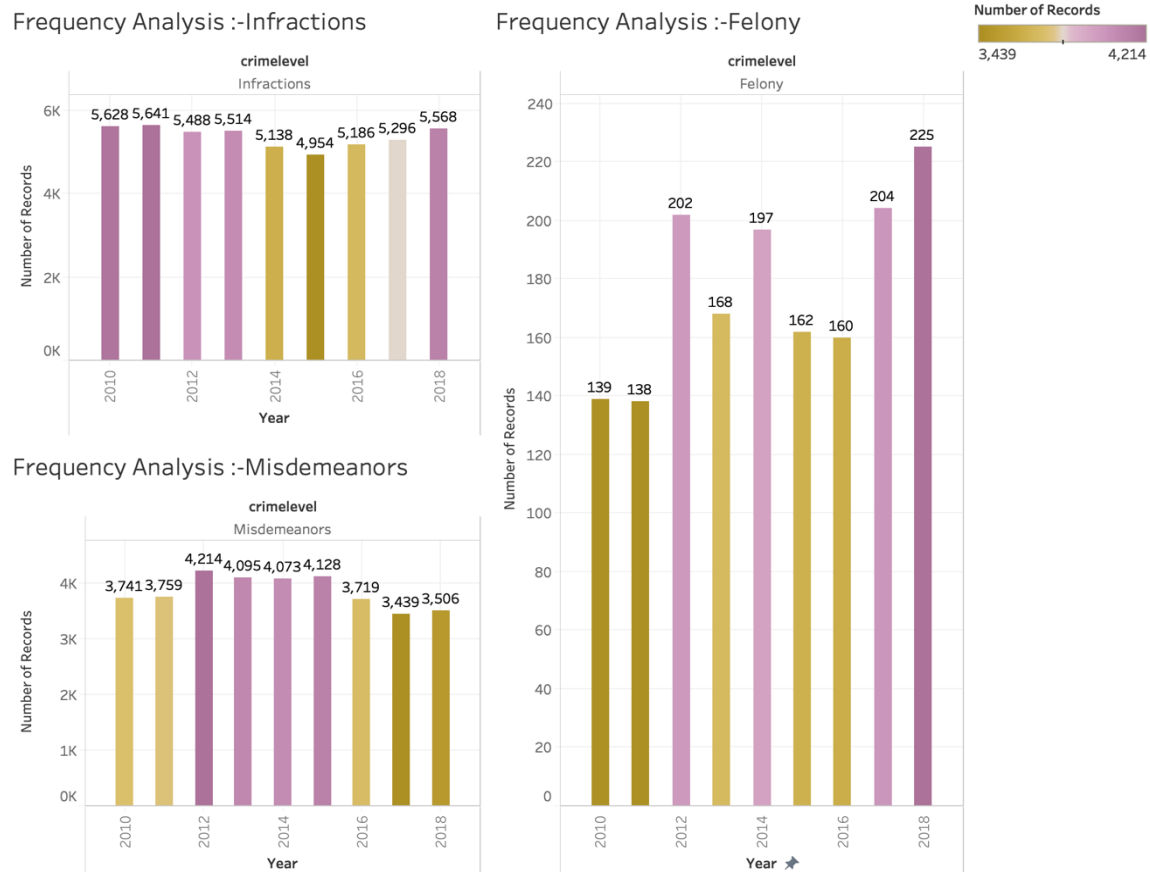 Frequency Analysis :-Infractions
crimelevel
Infractions
Number of Records
6K
4K
2K
0K
5,628
5,641
5,488
5,514
5,138
4,954
5,186
5,296
5,568
2010
2012
2014
2016
2018
Year
Frequency Analysis :-Misdemeanors
crimelevel
Misdemeanors
Number of Records
4K
3K
2K
1K
0K
3,741
3,759
4,214
4,095
4,073
4,128
3,719
3,439
3,506
2010
2012
2014
2016
2018
Year
Frequency Analysis :-Felony
crimelevel
Felony
Number of Records
240
220
200
180
160
140
120
100
80
60
40
20
0
139
138
202
168
197
162
160
204
225
2010
2012
2014
2016
2018
Year
Number of Records
3,439
4,214